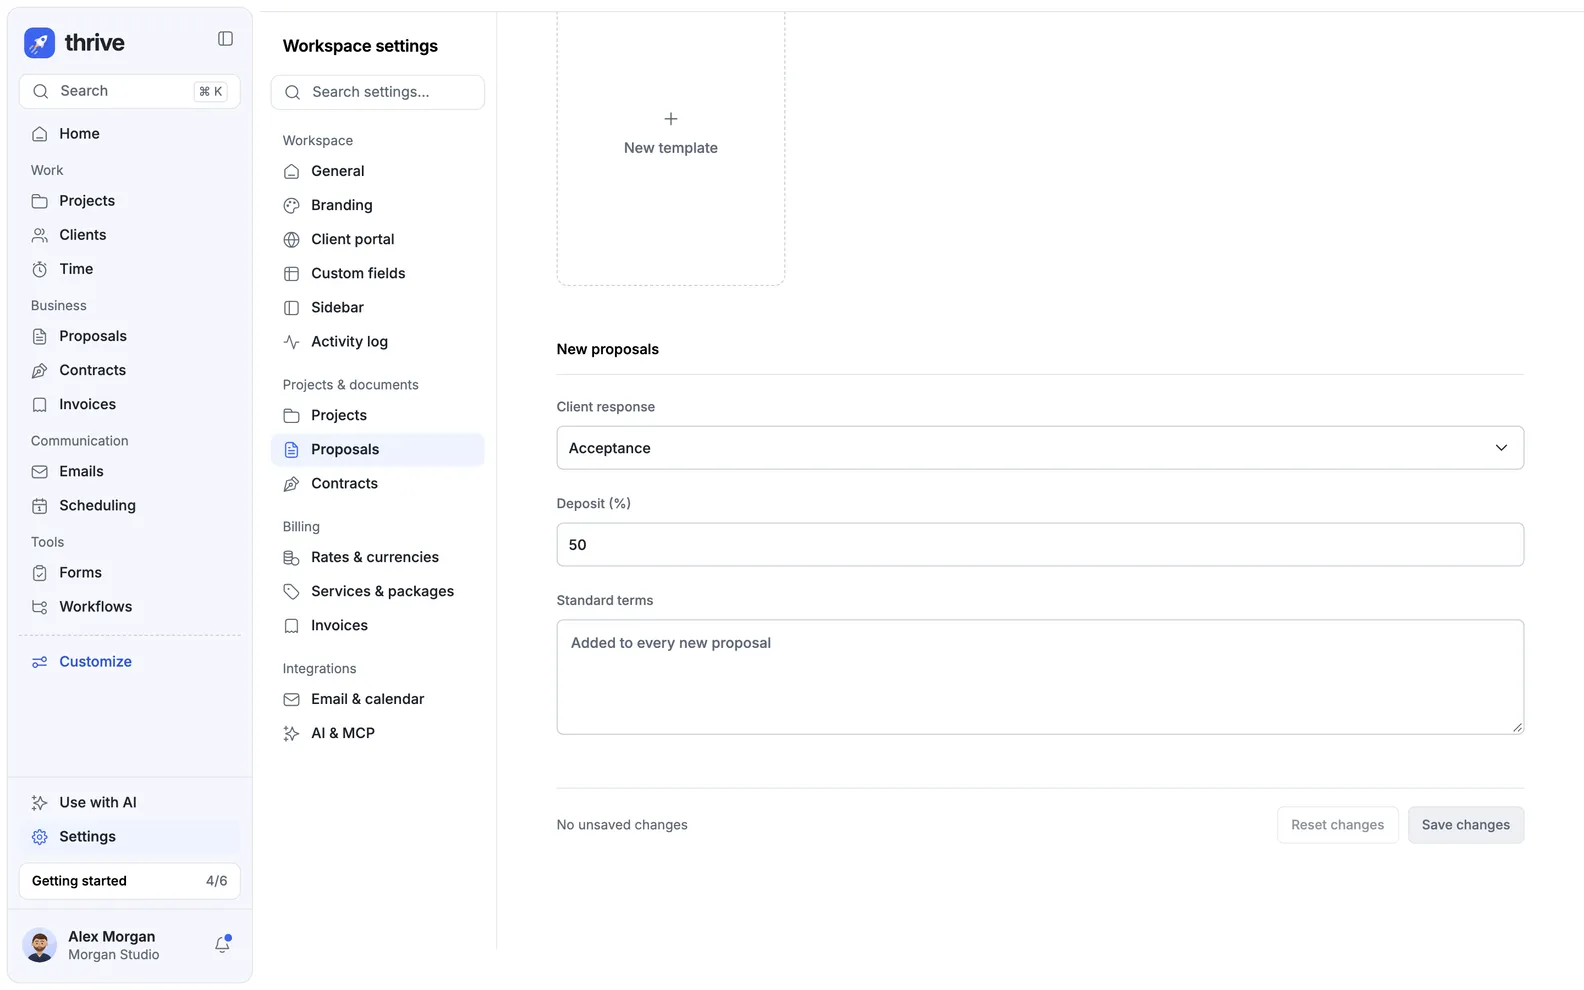 thrive
Search
⌘ K
Home
Work
Projects
Clients
Time
Business
Proposals
Contracts
Invoices
Communication
Emails
Scheduling
Tools
Forms
Workflows
Customize
Use with AI
Settings
Getting started 4/6
Alex Morgan
Morgan Studio
Workspace settings
Search settings...
Workspace
General
Branding
Client portal
Custom fields
Sidebar
Activity log
Projects & documents
Projects
Proposals
Contracts
Billing
Rates & currencies
Services & packages
Invoices
Integrations
Email & calendar
AI & MCP
New template
New proposals
Client response
Acceptance
Deposit (%)
50
Standard terms
Added to every new proposal
No unsaved changes
Reset changes
Save changes